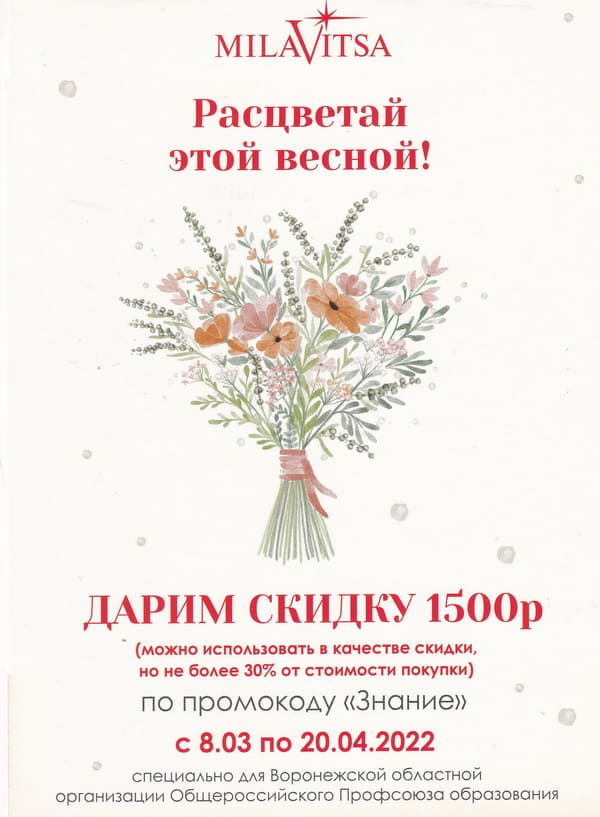 MILAVITSA
Расцветай
этой весной!
ДАРИМ СКИДКУ 1500р
(можно использовать в качестве скидки,
но не более 30% от стоимости покупки)
по промокоду «Знание»
с 8.03 по 20.04.2022
специально для Воронежской областной
организации Общероссийского Профсоюза образования